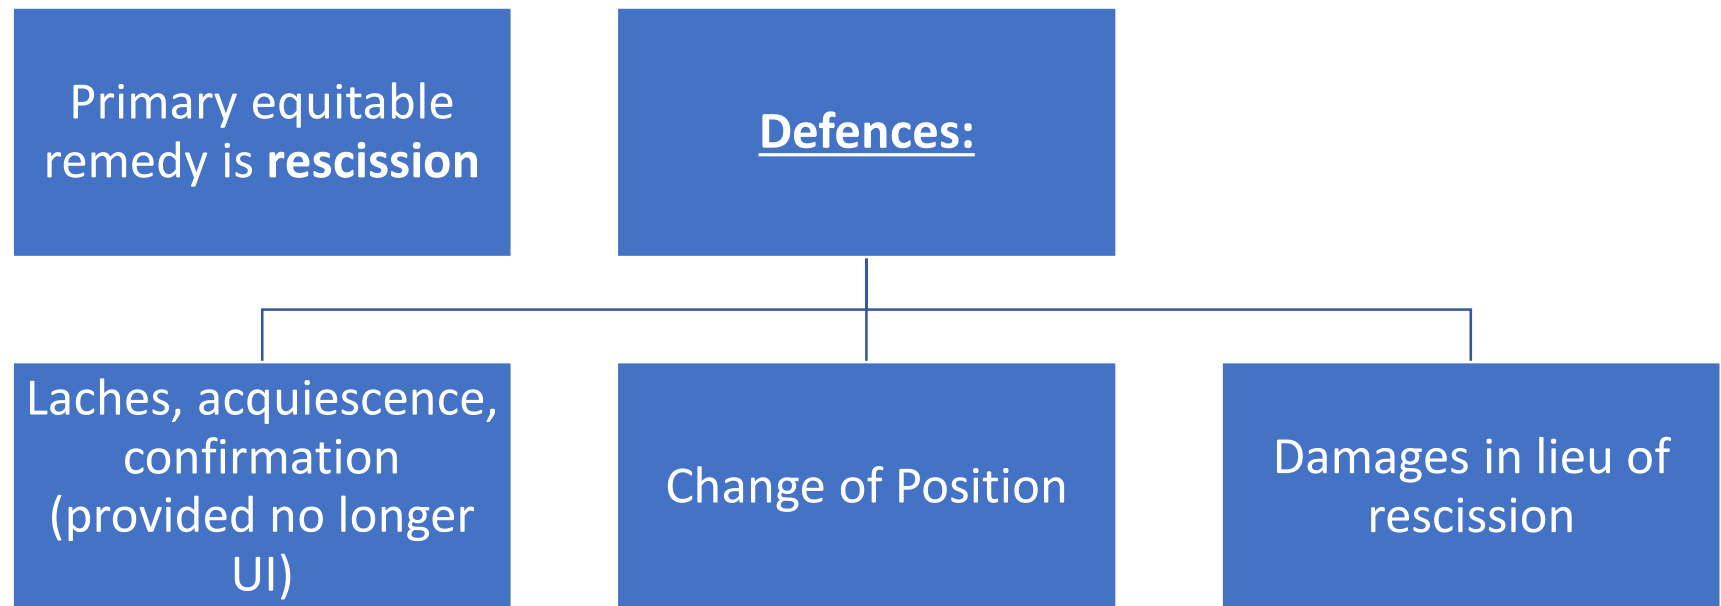 Primary equitable
remedy is rescission
Defences:
Laches, acquiescence,
confirmation
(provided no longer
UI)
Change of Position
Damages in lieu of
rescission